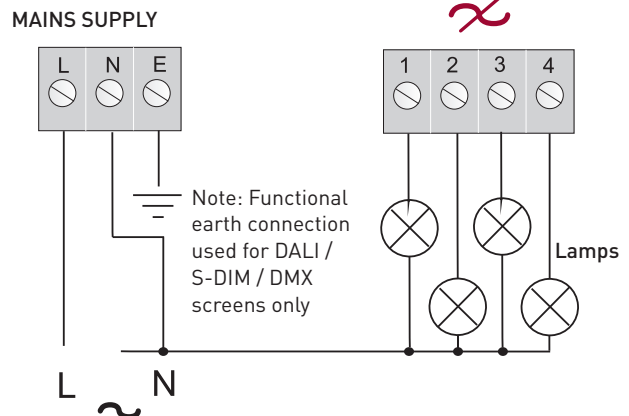 MAINS SUPPLY
L N E
1 2 3 4
Note: Functional
earth connection
used for DALI /
S-DIM / DMX
screens only
Lamps
L N